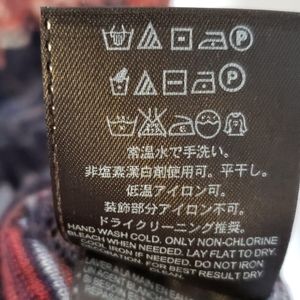 P
P
常温水で手洗い。
非塩素漂白剤使用可。平干し。
低温アイロン可。
装飾部分アイロン不可。
ドライクリーニング推奨。
HAND WASH COLD. ONLY NON-CHLORINE
BLEACH WHEN NEEDED. LAY FLAT TO DRY.
COOL IRON IF NEEDED. DO NOT IRON
FOR BEST RESULT DRY